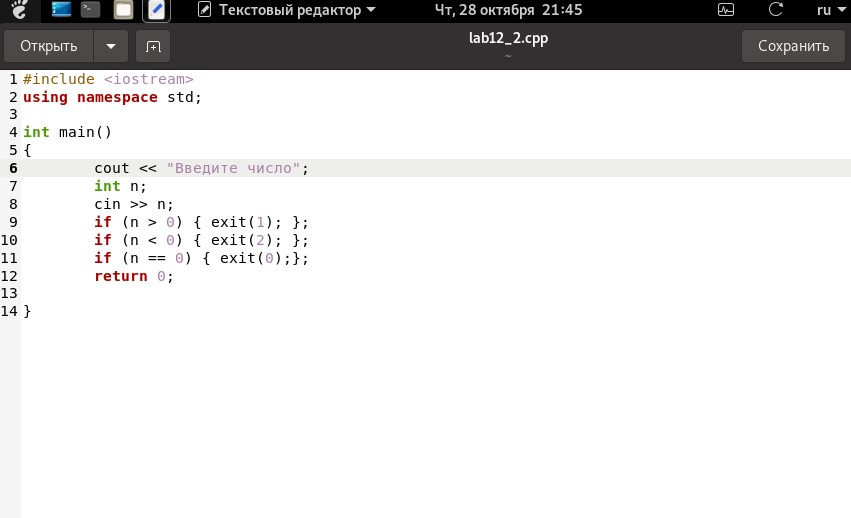 Текстовый редактор Чт, 28 октября 21:45 ru
Открыть lab12_2.cpp Сохранить
~
1 #include <iostream>
2 using namespace std;
3
4 int main()
5 {
6 cout << "Введите число";
7 int n;
8 cin >> n;
9 if (n > 0) { exit(1); };
10 if (n < 0) { exit(2); };
11 if (n == 0) { exit(0);};
12 return 0;
13
14 }